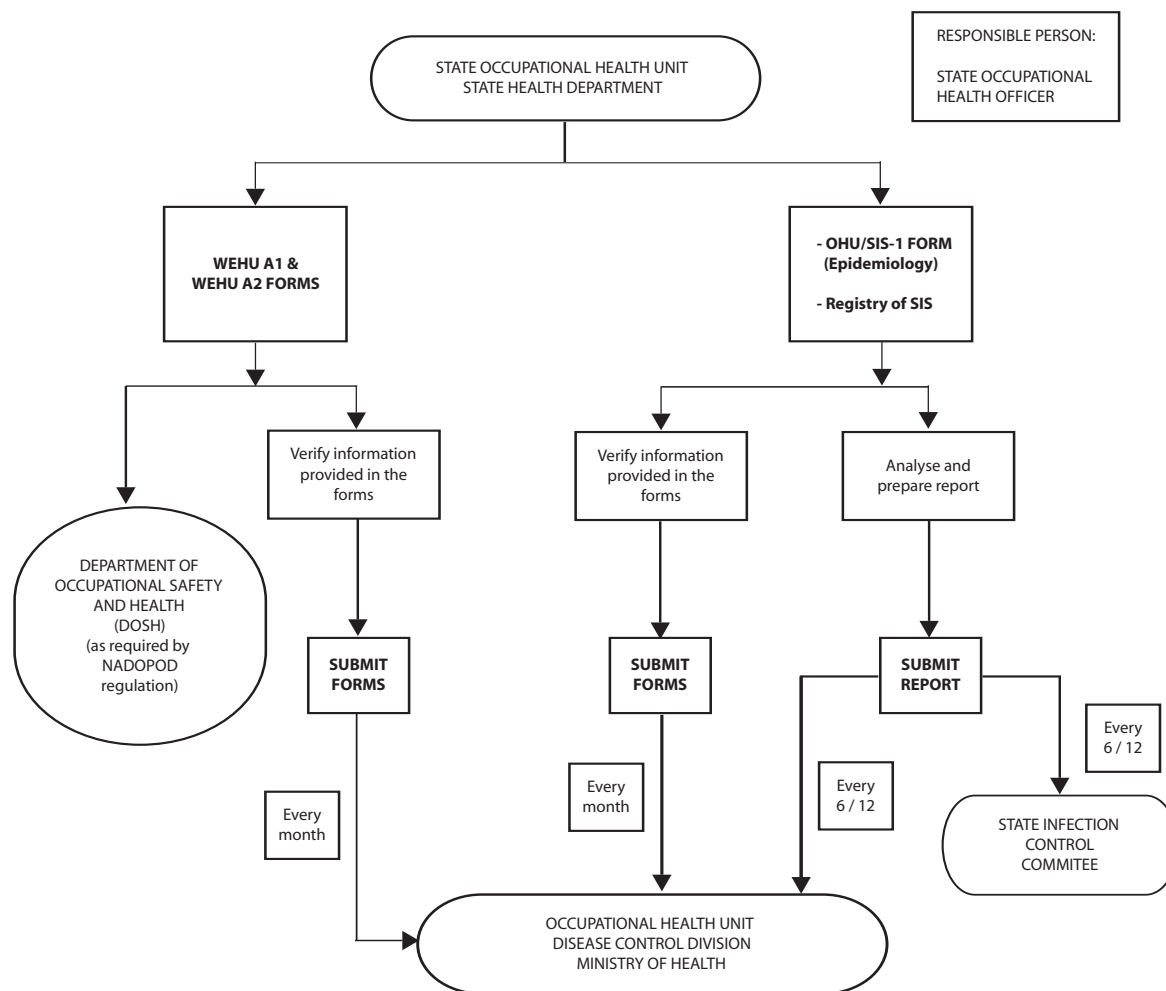 STATE OCCUPATIONAL HEALTH UNIT
STATE HEALTH DEPARTMENT
RESPONSIBLE PERSON:
STATE OCCUPATIONAL
HEALTH OFFICER
WEHU A1 &
WEHU A2 FORMS
- OHU/SIS-1 FORM
(Epidemiology)
- Registry of SIS
Verify information
provided in the
forms
Verify information
provided in the
forms
Analyse and
prepare report
DEPARTMENT OF
OCCUPATIONAL SAFETY
AND HEALTH
(DOSH)
(as required by
NADOPOD
regulation)
SUBMIT
FORMS
SUBMIT
FORMS
SUBMIT
REPORT
Every
month
Every
month
Every
6 / 12
Every
6 / 12
STATE INFECTION
CONTROL
COMMITEE
OCCUPATIONAL HEALTH UNIT
DISEASE CONTROL DIVISION
MINISTRY OF HEALTH